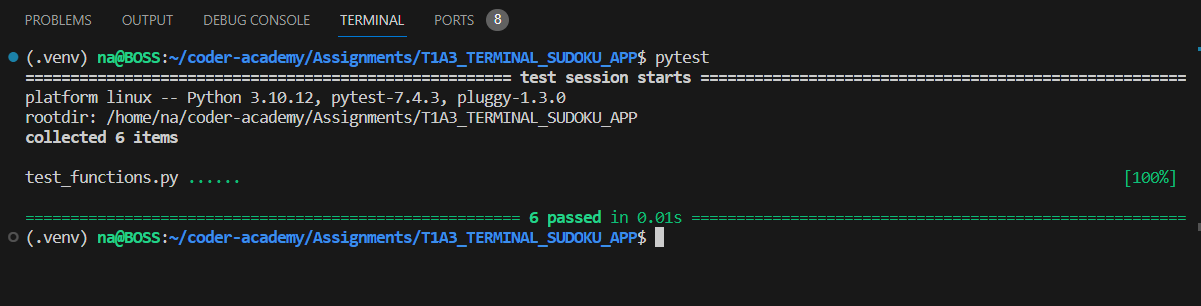 PROBLEMS OUTPUT DEBUG CONSOLE TERMINAL PORTS 8
(.venv) na@BOSS:~/coder-academy/Assignments/T1A3_TERMINAL_SUDOKU_APP$ pytest
====================================================== test session starts ======================================================
platform linux -- Python 3.10.12, pytest-7.4.3, pluggy-1.3.0
rootdir: /home/na/coder-academy/Assignments/T1A3_TERMINAL_SUDOKU_APP
collected 6 items
test_functions.py ...... [100%]
======================================================= 6 passed in 0.01s =======================================================
(.venv) na@BOSS:~/coder-academy/Assignments/T1A3_TERMINAL_SUDOKU_APP$